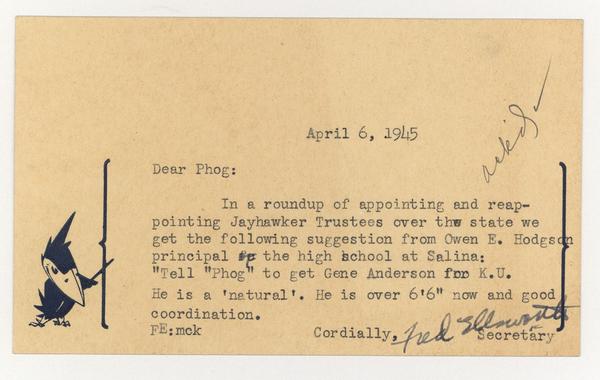 April 6, 1945
ack'd
Dear Phog:
In a roundup of appointing and reap-
pointing Jayhawker Trustees over the state we
get the following suggestion from Owen E. Hodgson
principal of the high school at Salina:
"Tell "Phog" to get Gene Anderson for K.U.
He is a 'natural'. He is over 6'6" now and good
coordination.
FE:mck Cordially, Fred Ellsworth
Secretary